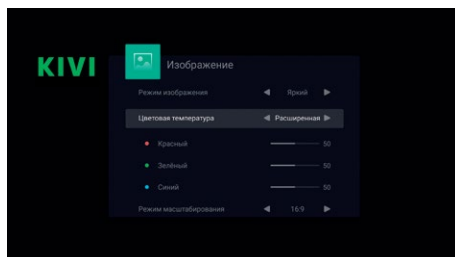 KIVI
Изображение
Режим изображения Яркий
Цветовая температура Расширенная
Красный 50
Зелёный 50
Синий 50
Режим масштабирования 16:9